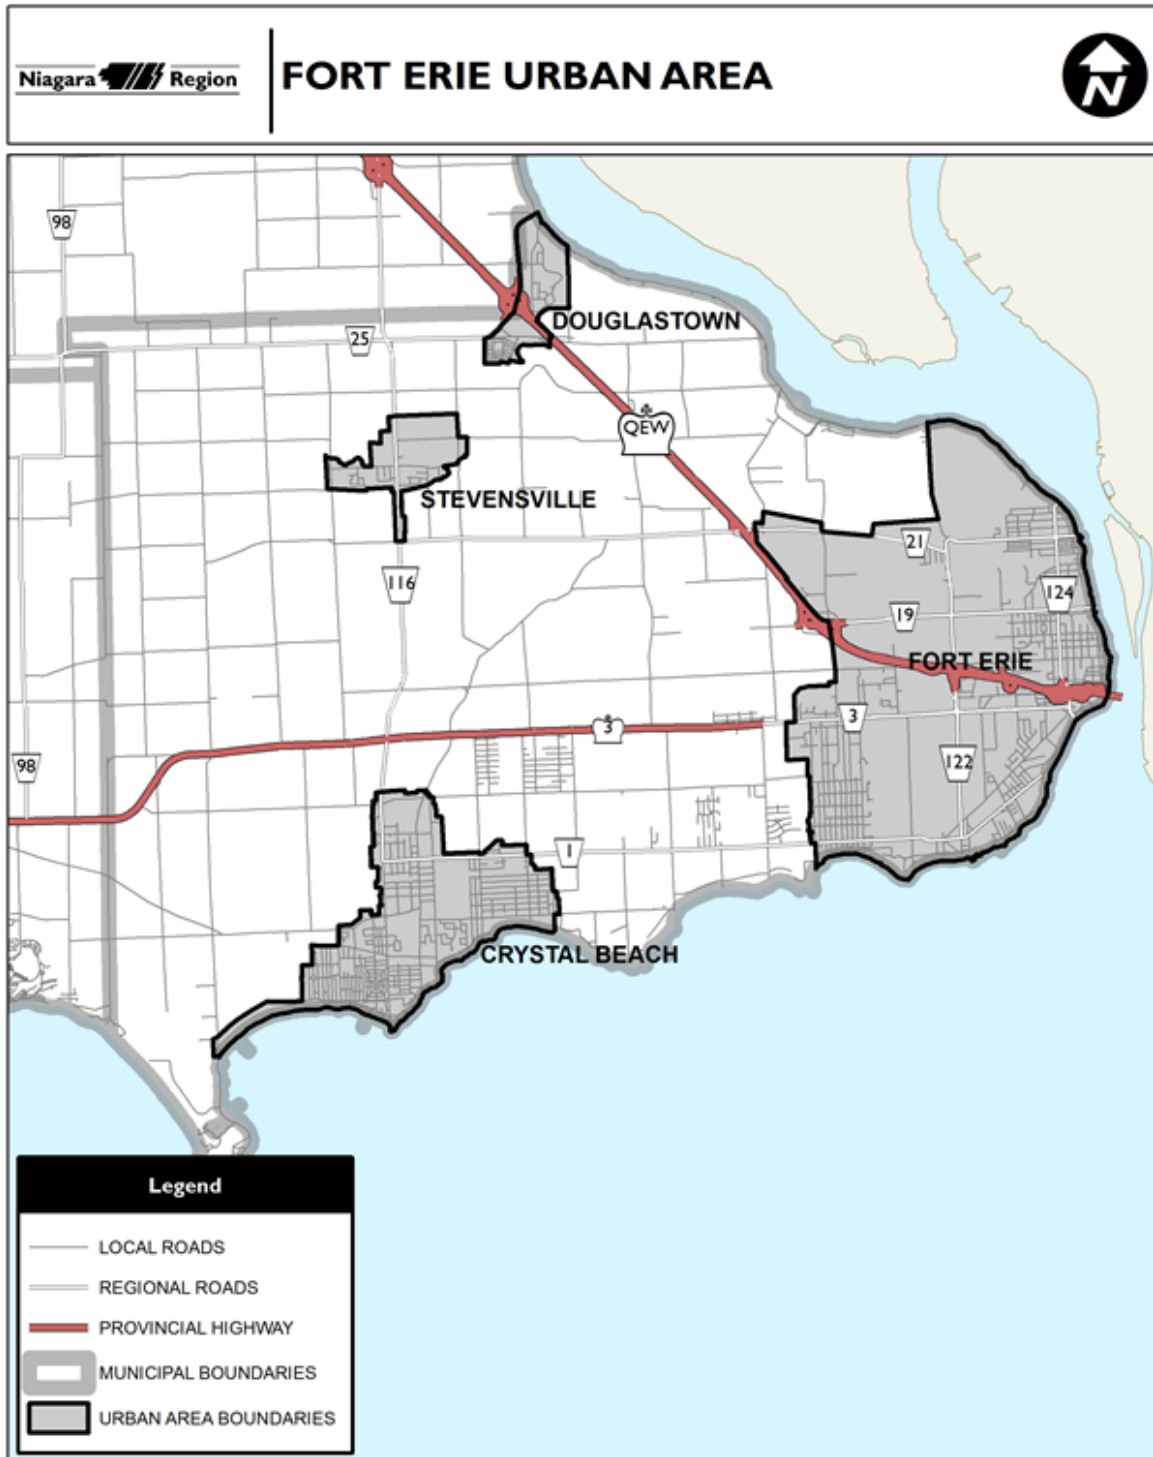 Niagara Region
FORT ERIE URBAN AREA
N
98
25
DOUGLASTOWN
QEW
STEVENSVILLE
21
116
124
19
FORT ERIE
3
3
98
122
1
CRYSTAL BEACH
Legend
LOCAL ROADS
REGIONAL ROADS
PROVINCIAL HIGHWAY
MUNICIPAL BOUNDARIES
URBAN AREA BOUNDARIES